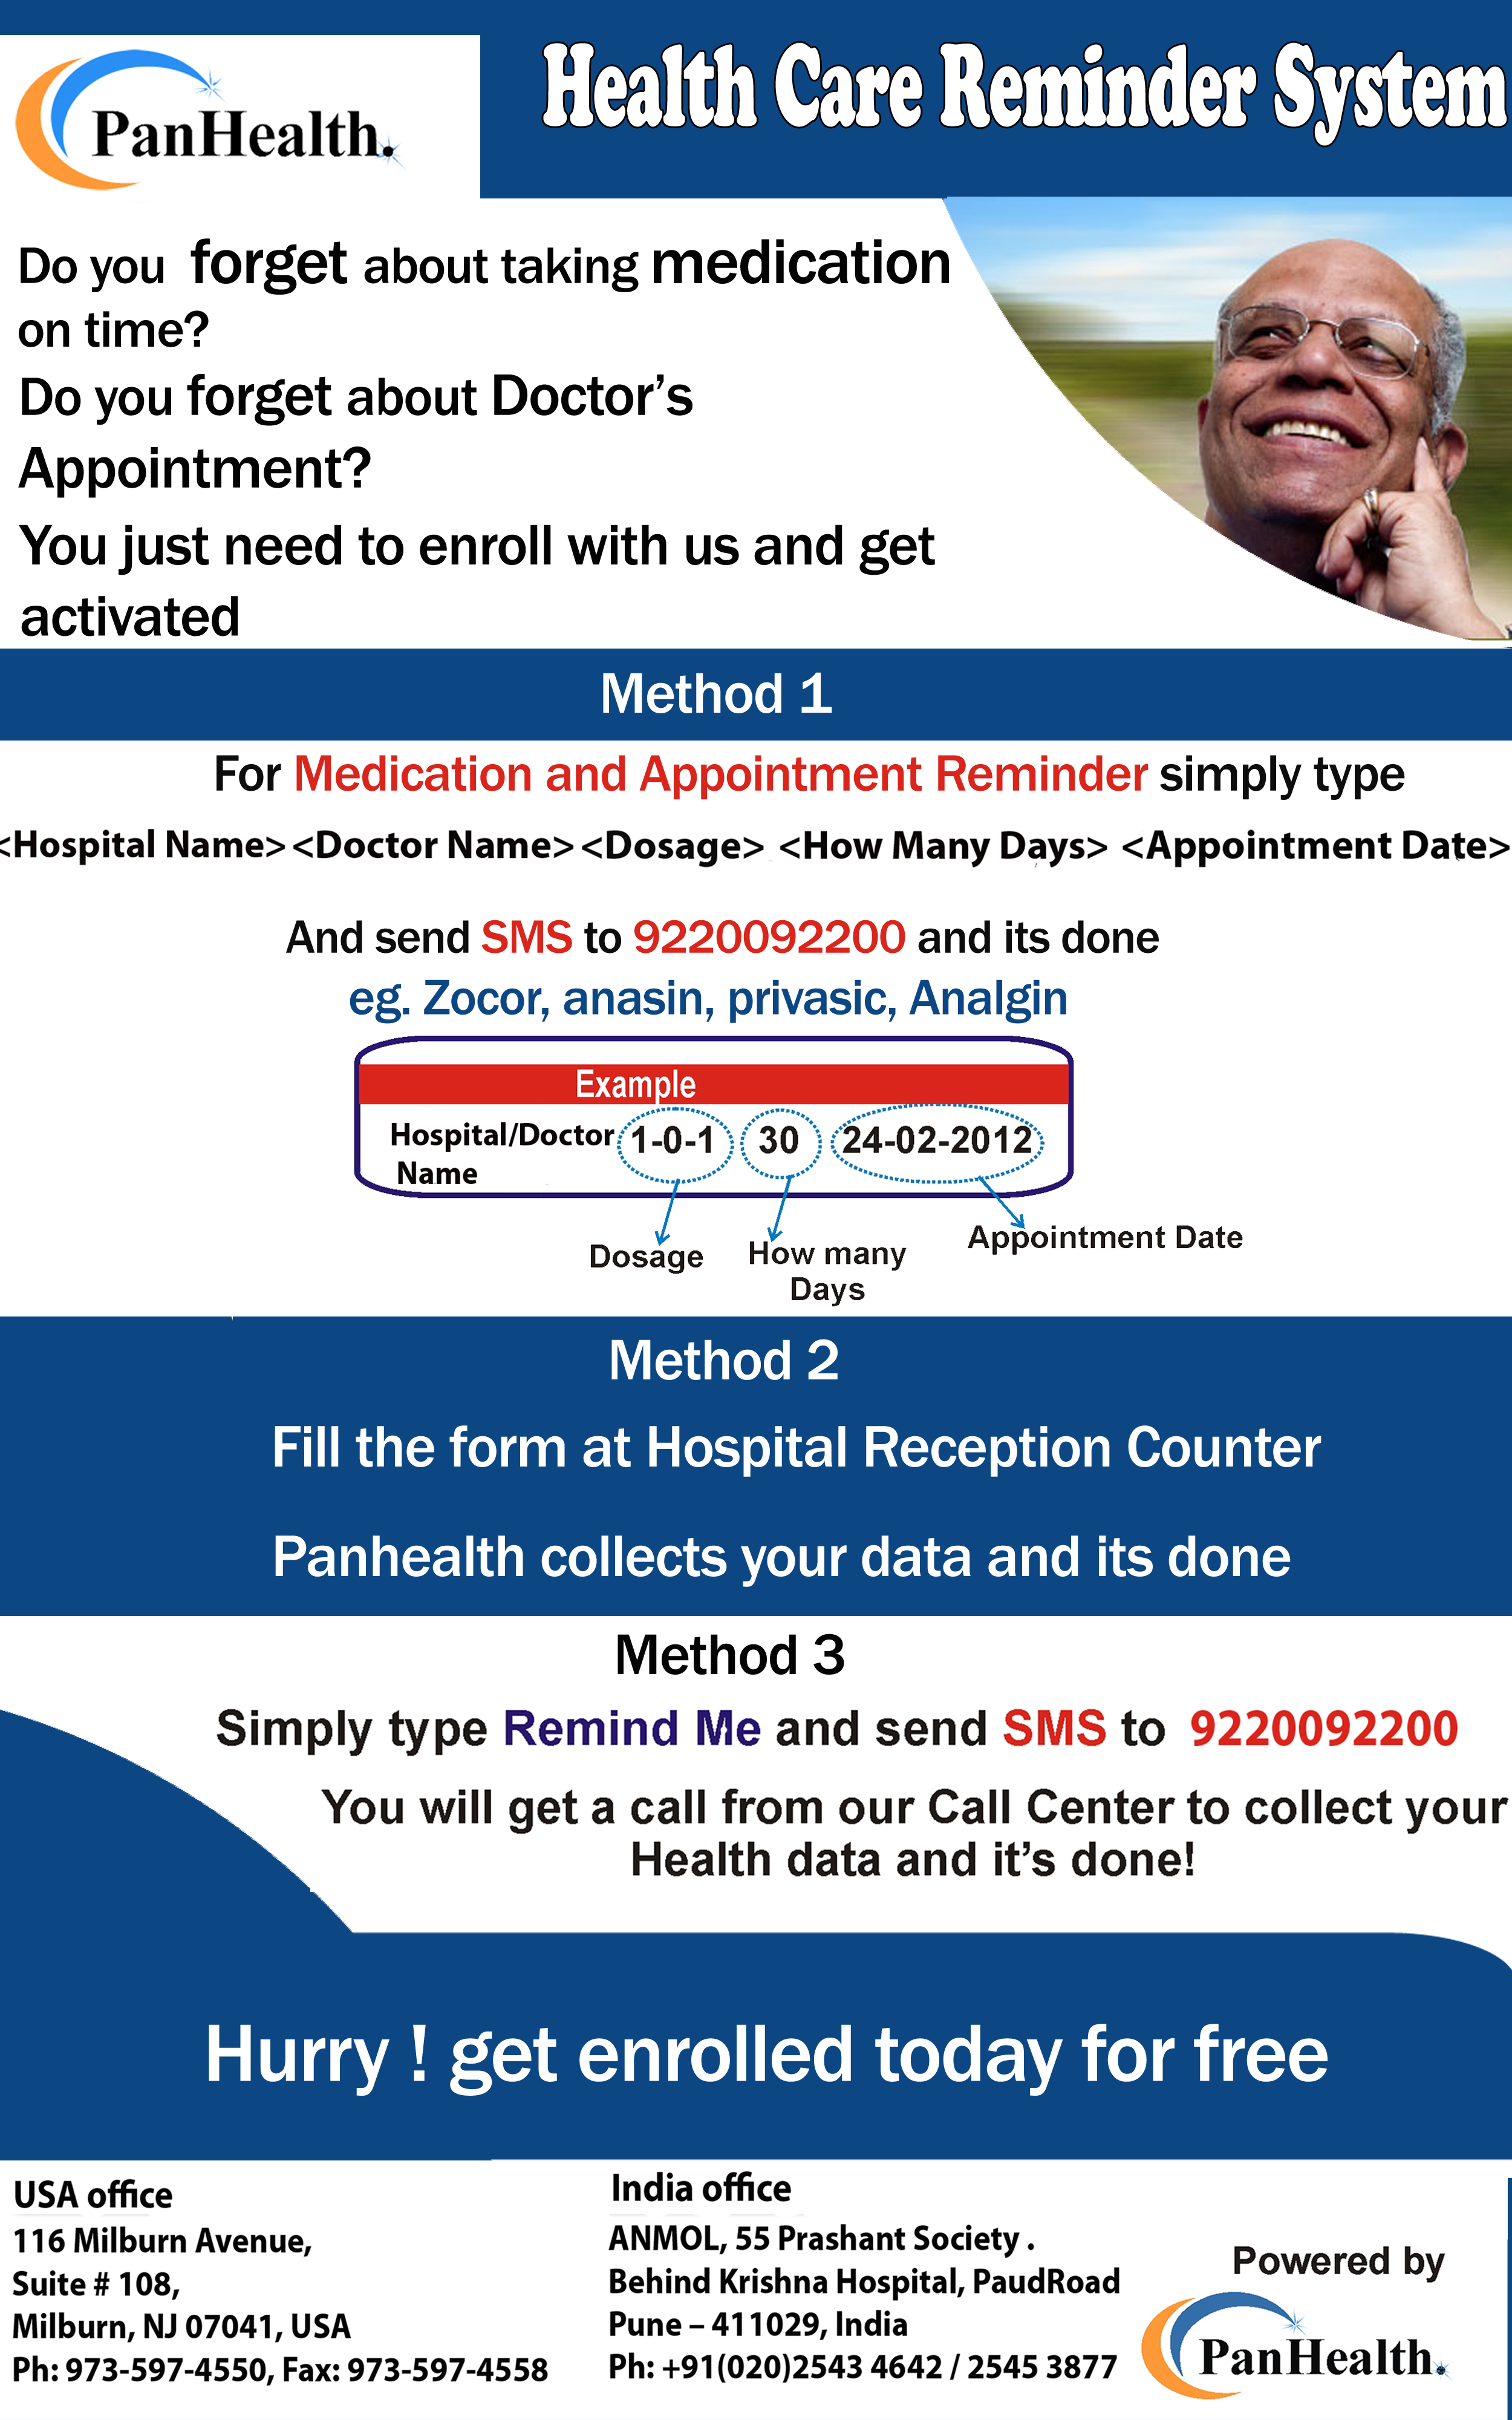 PanHealth.
Health Care Reminder System
Do you forget about taking medication
on time?
Do you forget about Doctor's
Appointment?
You just need to enroll with us and get
activated
Method 1
For Medication and Appointment Reminder simply type
<Hospital Name> <Doctor Name> <Dosage> <How Many Days> <Appointment Date>
And send SMS to 9220092200 and its done
eg. Zocor, anasin, privasic, Analgin
Example
Hospital/Doctor 1-0-1 30 24-02-2012
Name
Dosage How many Appointment Date
Days
Method 2
Fill the form at Hospital Reception Counter
Panhealth collects your data and its done
Method 3
Simply type Remind Me and send SMS to 9220092200
You will get a call from our Call Center to collect your
Health data and it's done!
Hurry ! get enrolled today for free
USA office
116 Milburn Avenue,
Suite # 108,
Milburn, NJ 07041, USA
Ph: 973-597-4550, Fax: 973-597-4558
India office
ANMOL, 55 Prashant Society .
Behind Krishna Hospital, PaudRoad
Pune – 411029, India
Ph: +91(020)2543 4642 / 2545 3877
Powered by
PanHealth.